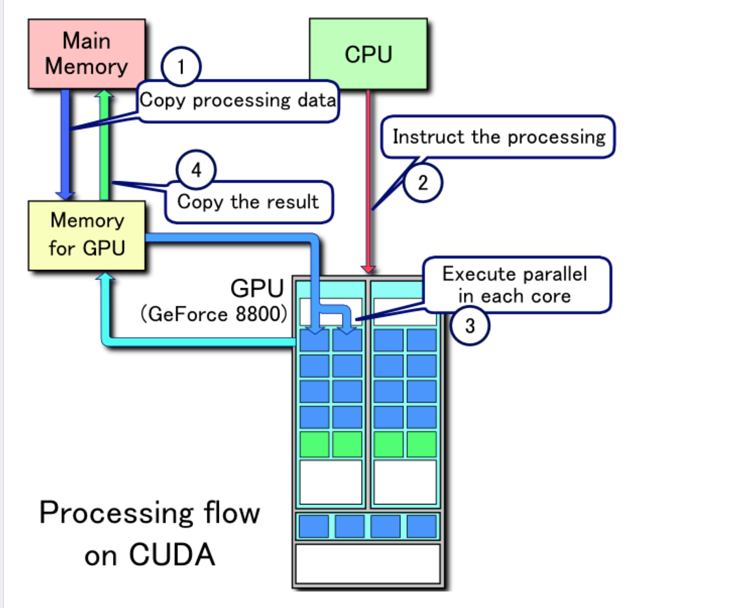 Main
Memory
CPU
1
Copy processing data
Instruct the processing
2
4
Copy the result
Memory
for GPU
GPU
(GeForce 8800)
Execute parallel
in each core
3
Processing flow
on CUDA